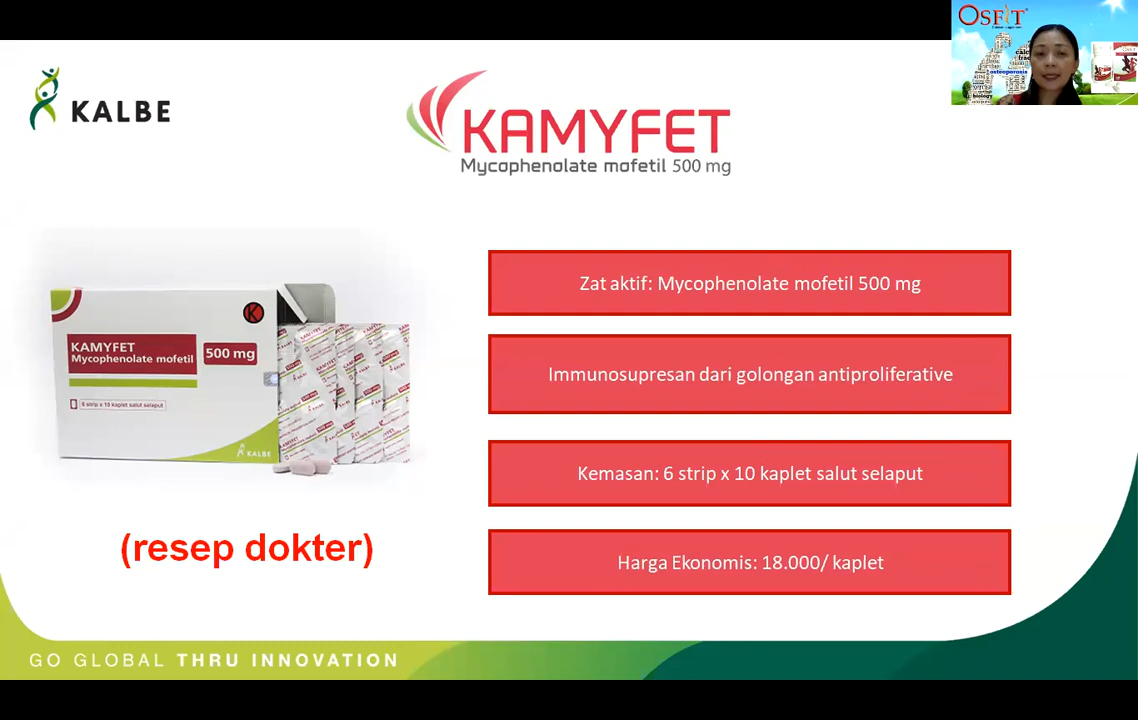 KALBE
KAMYFET
Mycophenolate mofetil 500 mg
OSFIT
osteoporosis
biology
KAMYFET
Mycophenolate mofetil
500 mg
K
6 strip x 10 kaplet salut selaput
KALBE
Zat aktif: Mycophenolate mofetil 500 mg
Immunosupresan dari golongan antiproliferative
Kemasan: 6 strip x 10 kaplet salut selaput
Harga Ekonomis: 18.000/ kaplet
(resep dokter)
GO GLOBAL THRU INNOVATION